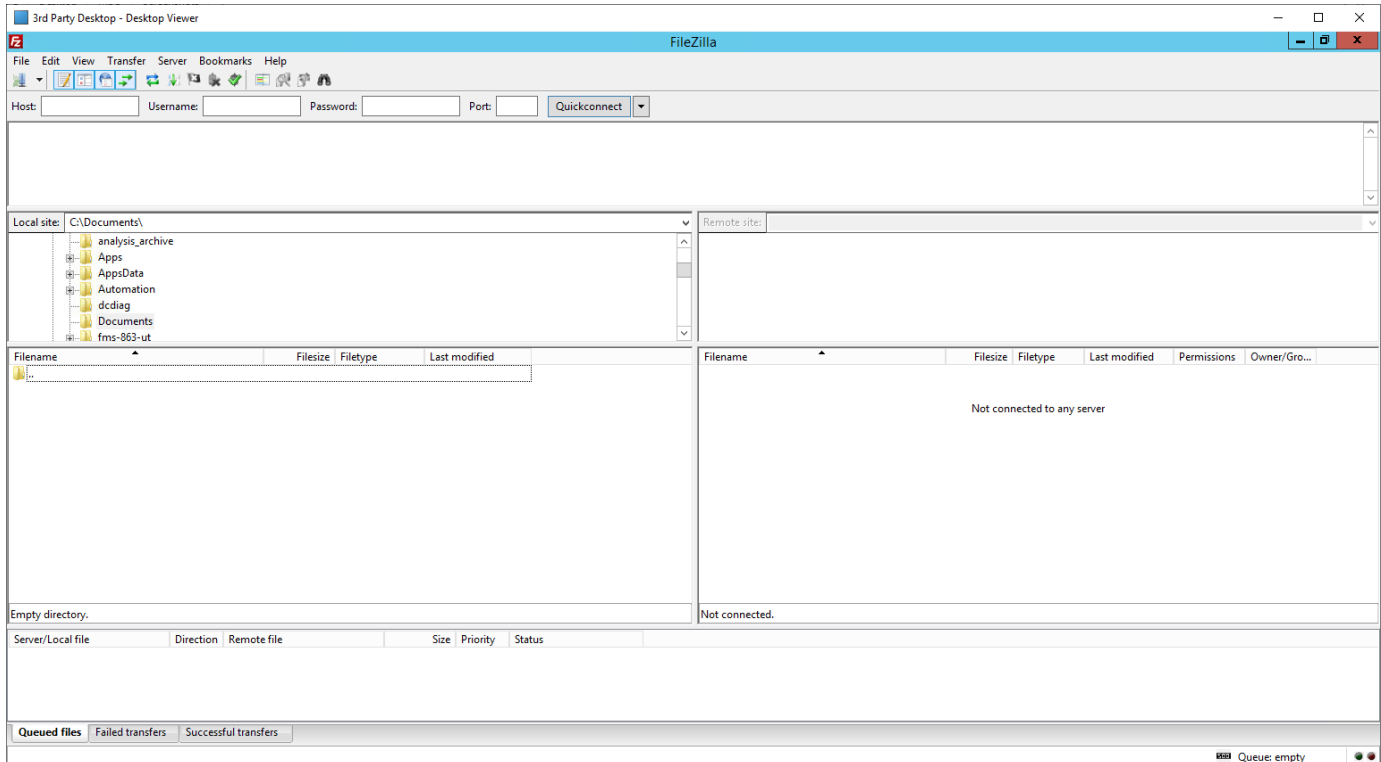 3rd Party Desktop - Desktop Viewer
FileZilla
File Edit View Transfer Server Bookmarks Help
Host: Username: Password: Port: Quickconnect
Local site: C:\Documents\ Remote site:
analysis_archive
Apps
AppsData
Automation
dcdiag
Documents
fms-863-ut
Filename Filesize Filetype Last modified
..
Empty directory.
Filename Filesize Filetype Last modified Permissions Owner/Gro...
Not connected to any server
Not connected.
Server/Local file Direction Remote file Size Priority Status
Queued files Failed transfers Successful transfers
Queue: empty